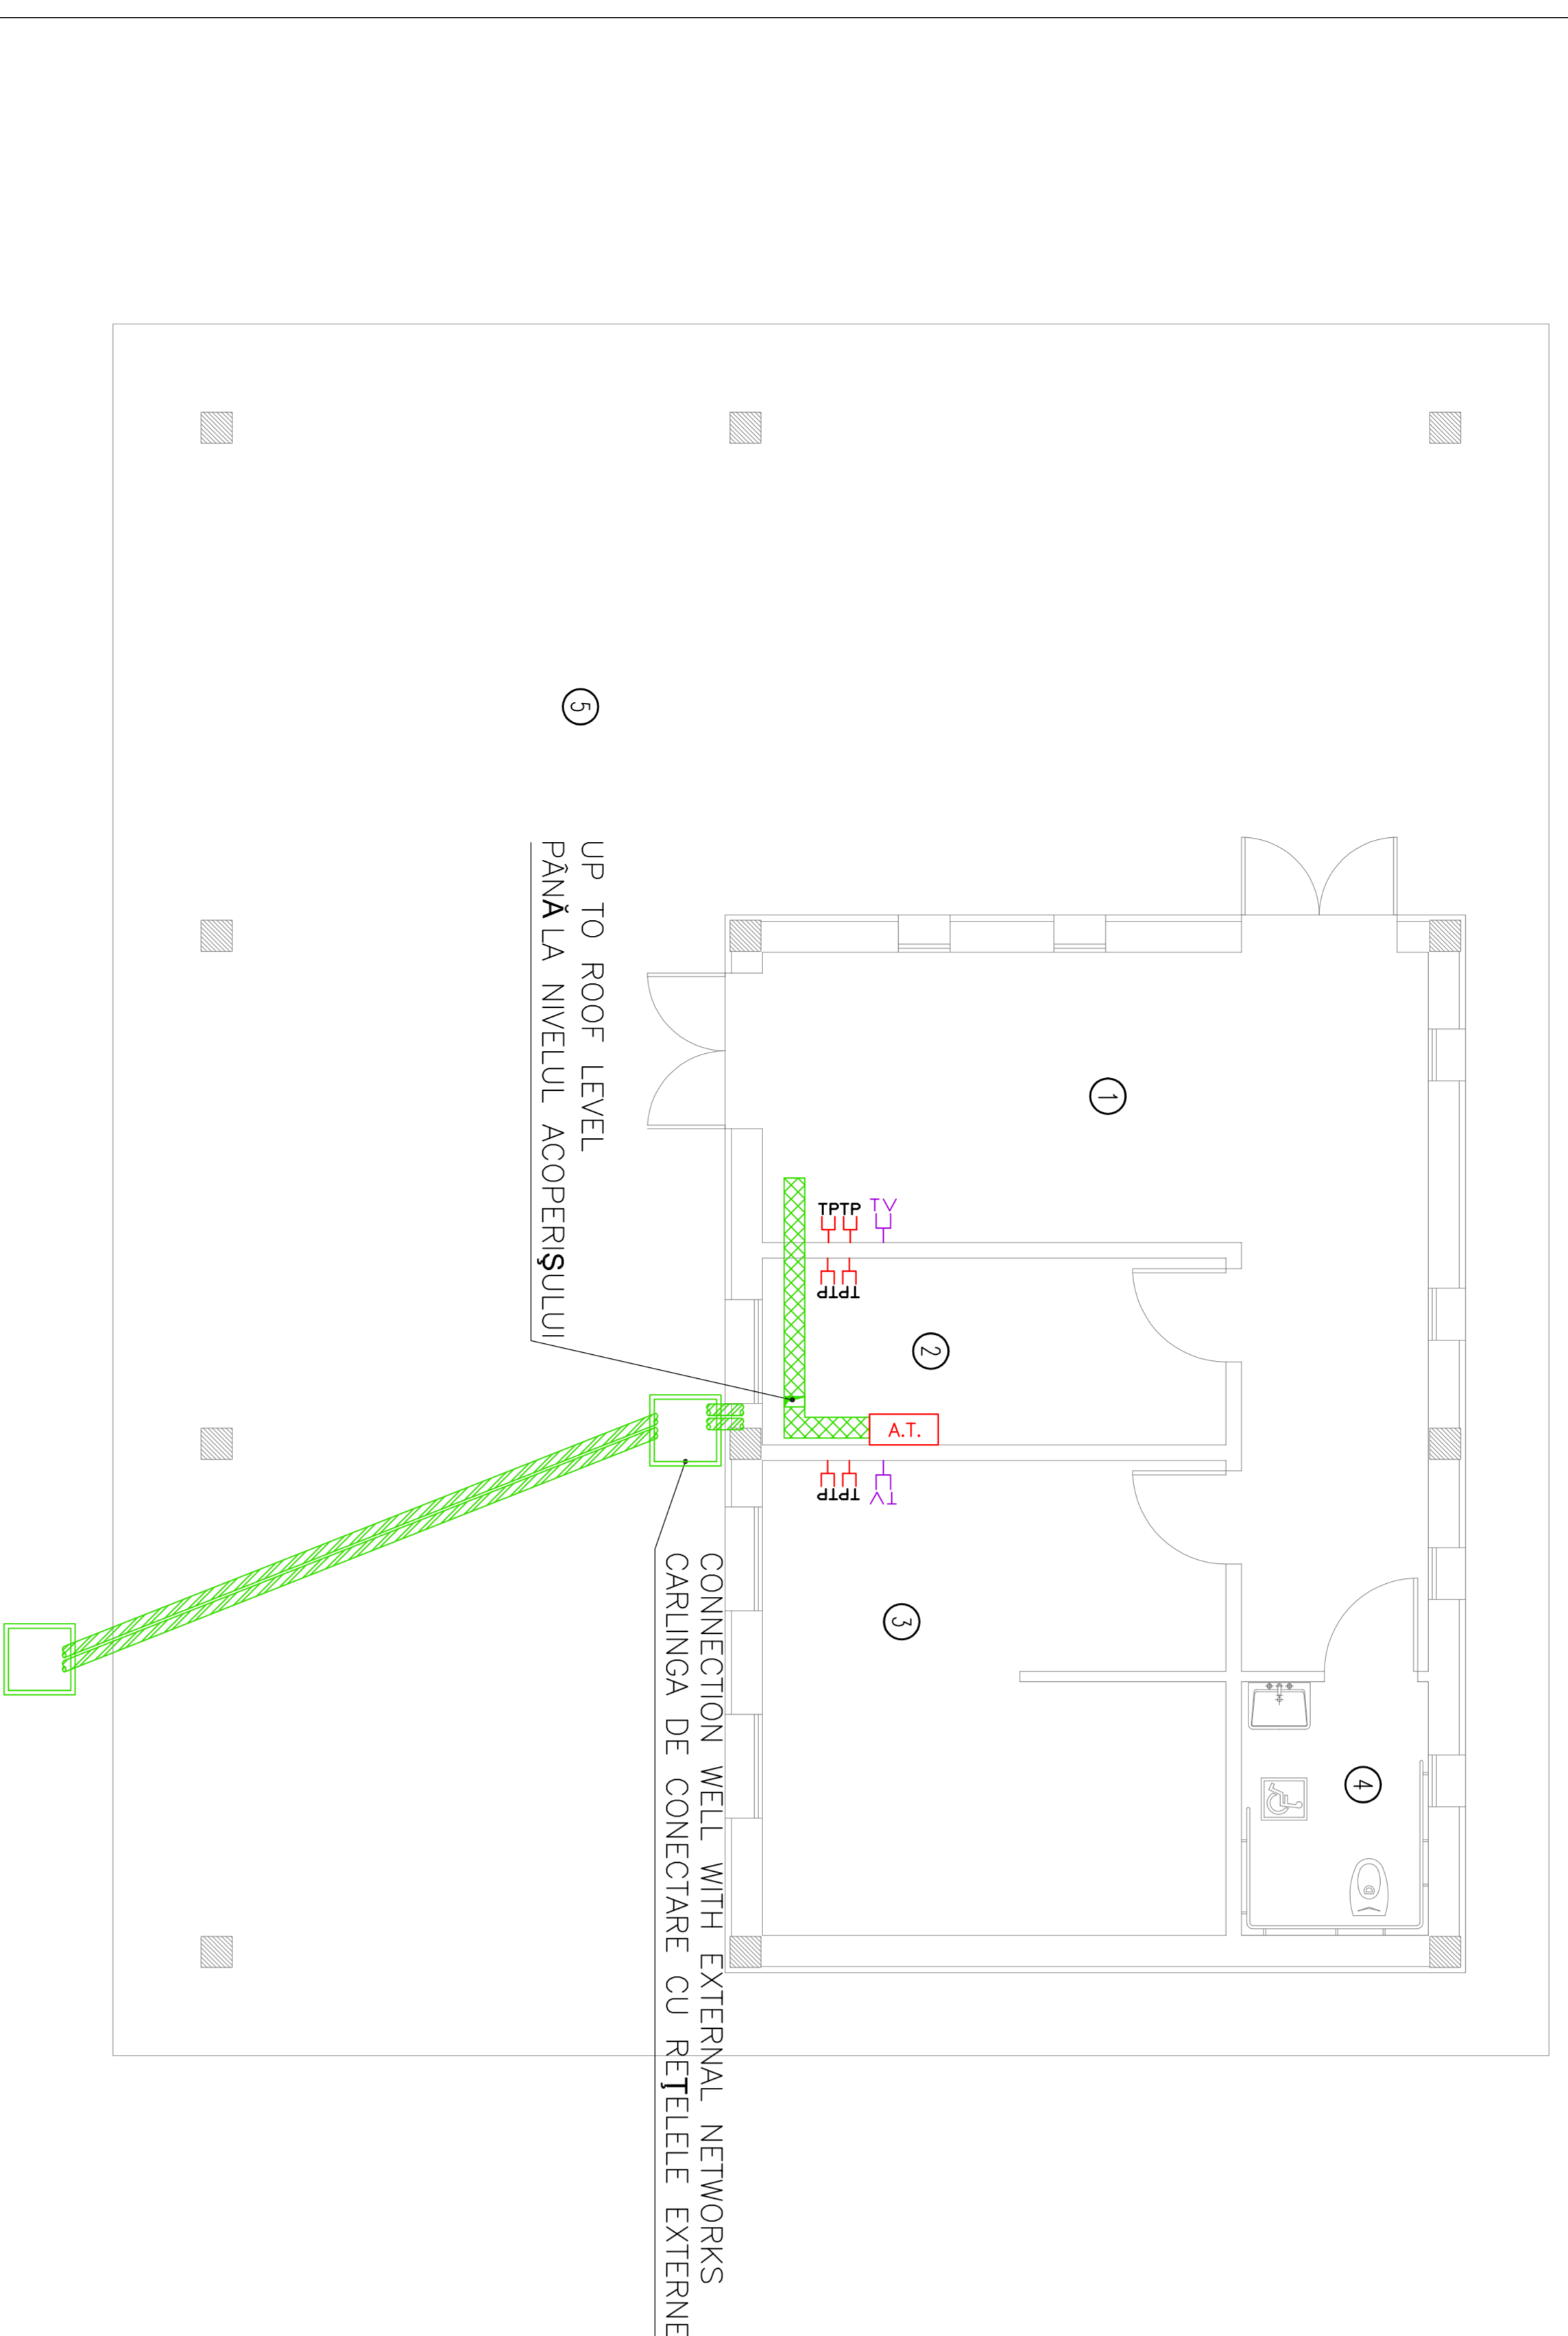 5
UP TO ROOF LEVEL
PÂNĂ LA NIVELUL ACOPERIŞULUI
1
TPTP
TV
TPTP
2
A.T.
TPTP
TV
3
4
CONNECTION WELL WITH EXTERNAL NETWORKS
CARLINGA DE CONECTARE CU REŢELELE EXTERNE